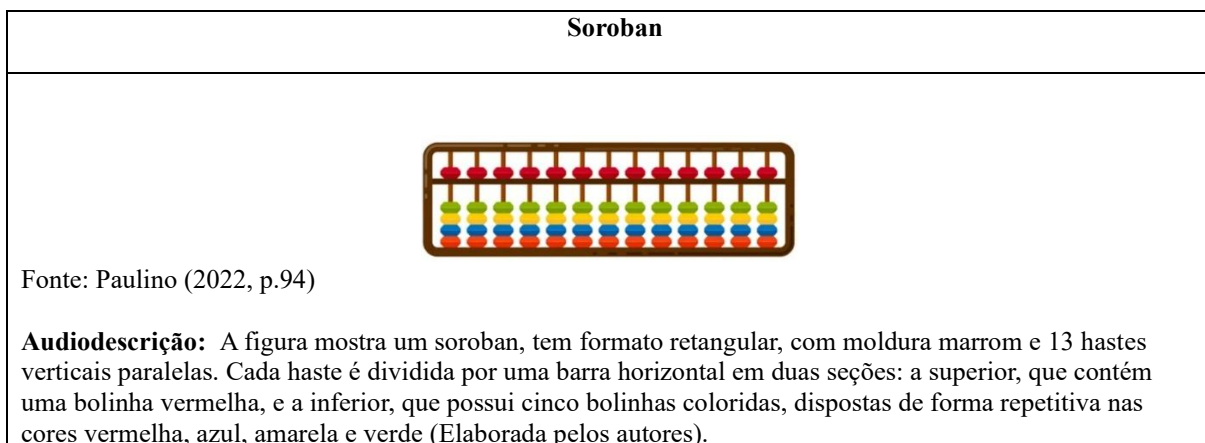 Soroban
Fonte: Paulino (2022, p.94)
Audiodescrição: A figura mostra um soroban, tem formato retangular, com moldura marrom e 13 hastes
verticais paralelas. Cada haste é dividida por uma barra horizontal em duas seções: a superior, que contém
uma bolinha vermelha, e a inferior, que possui cinco bolinhas coloridas, dispostas de forma repetitiva nas
cores vermelha, azul, amarela e verde (Elaborada pelos autores).